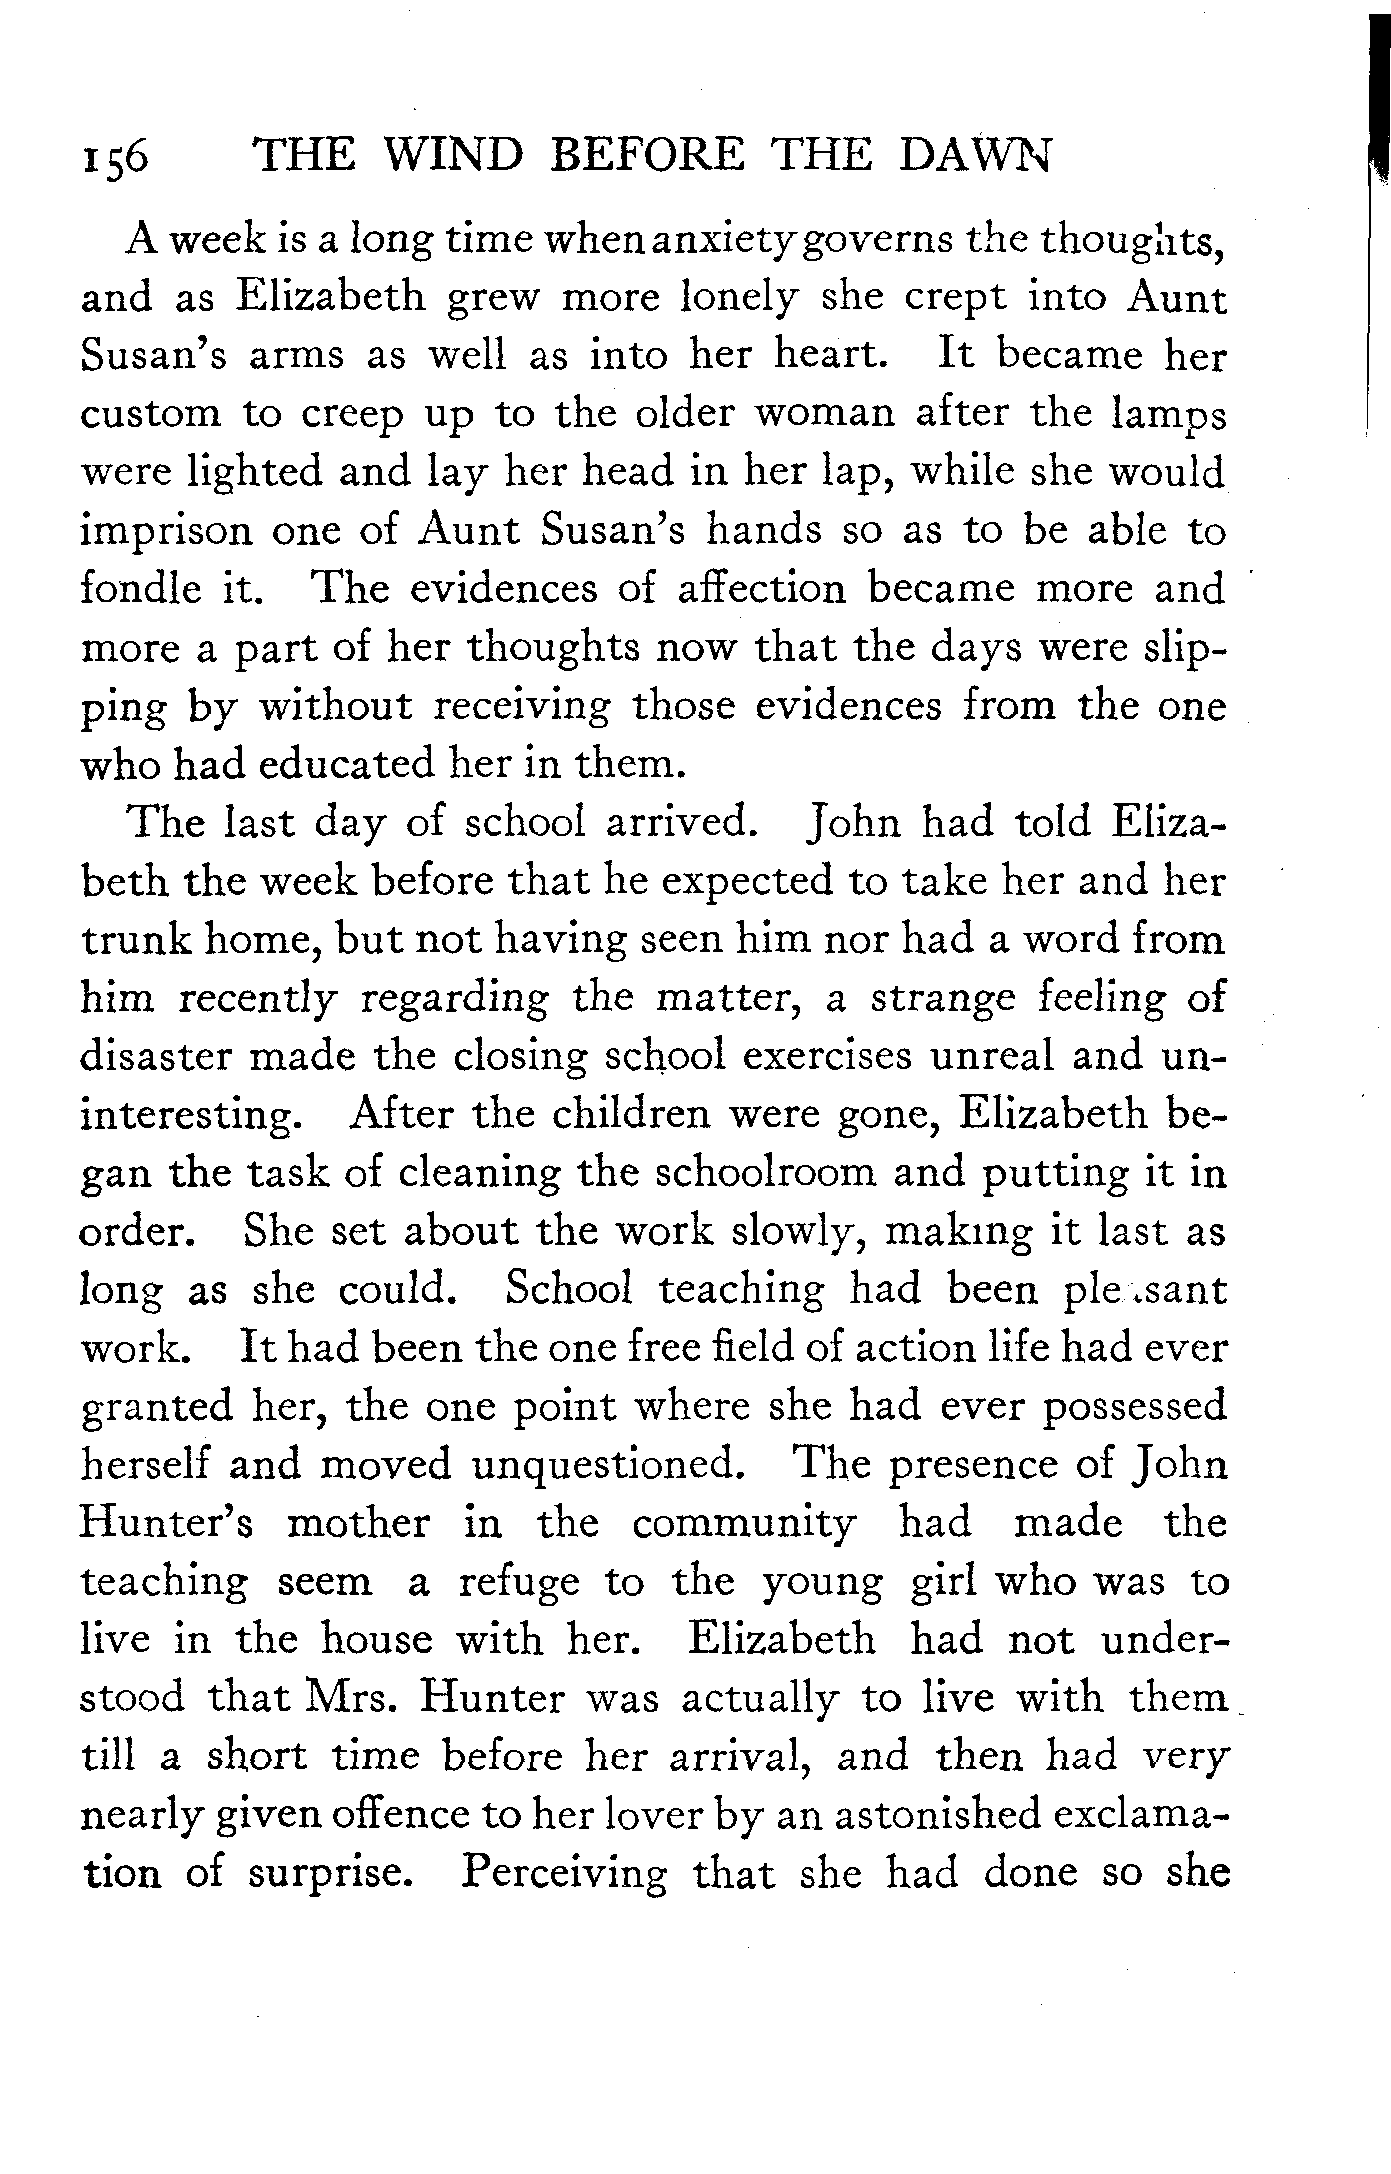 156 THE WIND BEFORE THE DAWN
A week is a long time when anxiety governs the thoughts,
and as Elizabeth grew more lonely she crept into Aunt
Susan's arms as well as into her heart. It became her
custom to creep up to the older woman after the lamps
were lighted and lay her head in her lap, while she would
imprison one of Aunt Susan's hands so as to be able to
fondle it. The evidences of affection became more and
more a part of her thoughts now that the days were slip-
ping by without receiving those evidences from the one
who had educated her in them.
The last day of school arrived. John had told Eliza-
beth the week before that he expected to take her and her
trunk home, but not having seen him nor had a word from
him recently regarding the matter, a strange feeling of
disaster made the closing school exercises unreal and un-
interesting. After the children were gone, Elizabeth be-
gan the task of cleaning the schoolroom and putting it in
order. She set about the work slowly, making it last as
long as she could. School teaching had been pleasant
work. It had been the one free field of action life had ever
granted her, the one point where she had ever possessed
herself and moved unquestioned. The presence of John
Hunter's mother in the community had made the
teaching seem a refuge to the young girl who was to
live in the house with her. Elizabeth had not under-
stood that Mrs. Hunter was actually to live with them
till a short time before her arrival, and then had very
nearly given offence to her lover by an astonished exclama-
tion of surprise. Perceiving that she had done so she